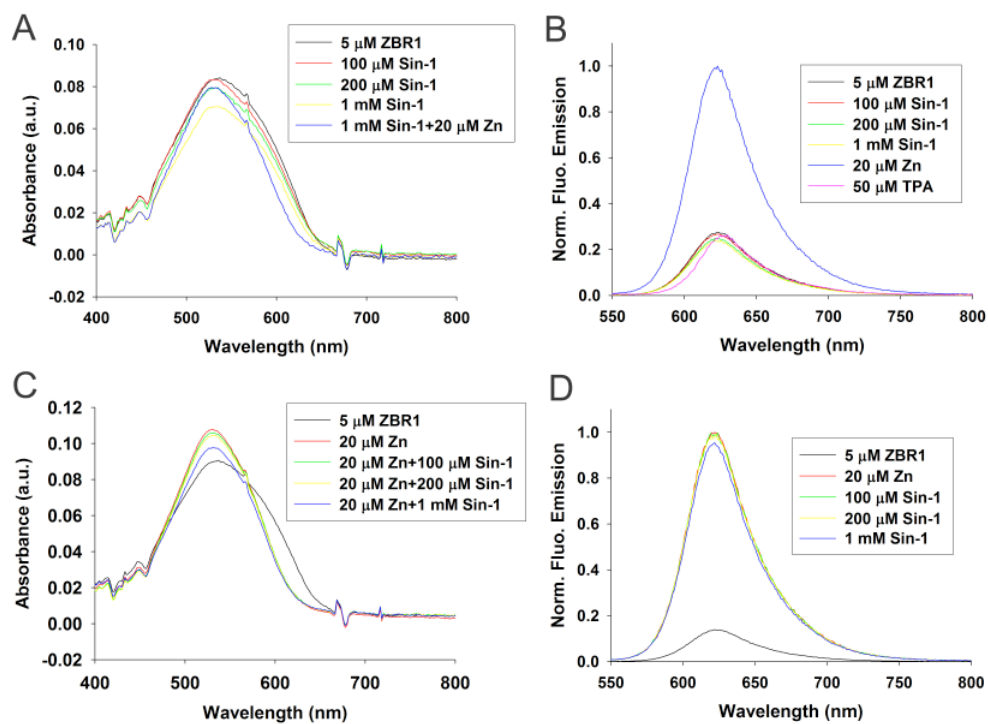 A
Absorbance (a.u.)
0.10
0.08
0.06
0.04
0.02
0.00
-0.02
400 500 600 700 800
Wavelength (nm)
5 μM ZBR1
100 μM Sin-1
200 μM Sin-1
1 mM Sin-1
1 mM Sin-1+20 μM Zn
B
Norm. Fluo. Emission
1.0
0.8
0.6
0.4
0.2
0.0
550 600 650 700 750 800
Wavelength (nm)
5 μM ZBR1
100 μM Sin-1
200 μM Sin-1
1 mM Sin-1
20 μM Zn
50 μM TPA
C
Absorbance (a.u.)
0.12
0.10
0.08
0.06
0.04
0.02
0.00
-0.02
400 500 600 700 800
Wavelength (nm)
5 μM ZBR1
20 μM Zn
20 μM Zn+100 μM Sin-1
20 μM Zn+200 μM Sin-1
20 μM Zn+1 mM Sin-1
D
Norm. Fluo. Emission
1.0
0.8
0.6
0.4
0.2
0.0
550 600 650 700 750 800
Wavelength (nm)
5 μM ZBR1
20 μM Zn
100 μM Sin-1
200 μM Sin-1
1 mM Sin-1